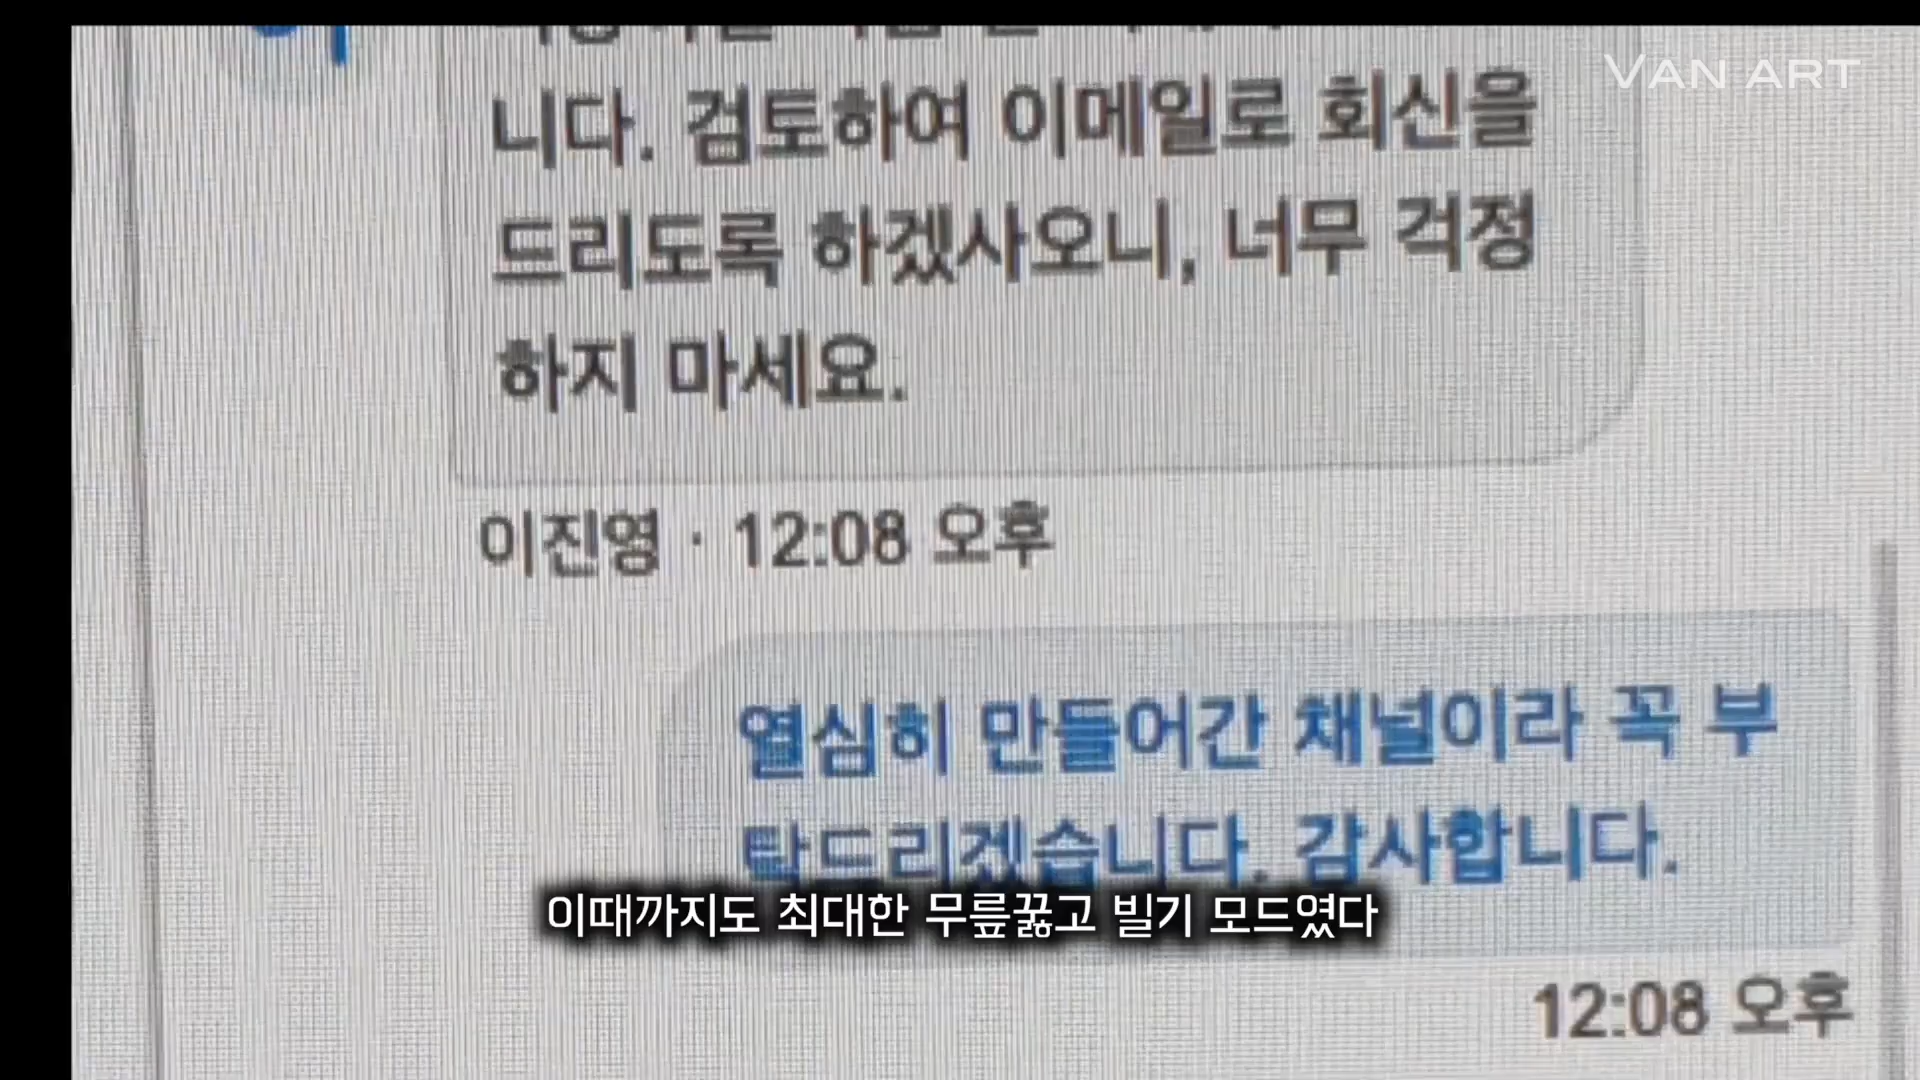 VAN ART
니다. 검토하여 이메일로 회신을
드리도록 하겠사오니, 너무 걱정
하지 마세요.
이진영 · 12:08 오후
열심히 만들어간 채널이라 꼭 부
탁드리겠습니다. 감사합니다.
이때까지도 최대한 무릎꿇고 빌기 모드였다
12:08 오후